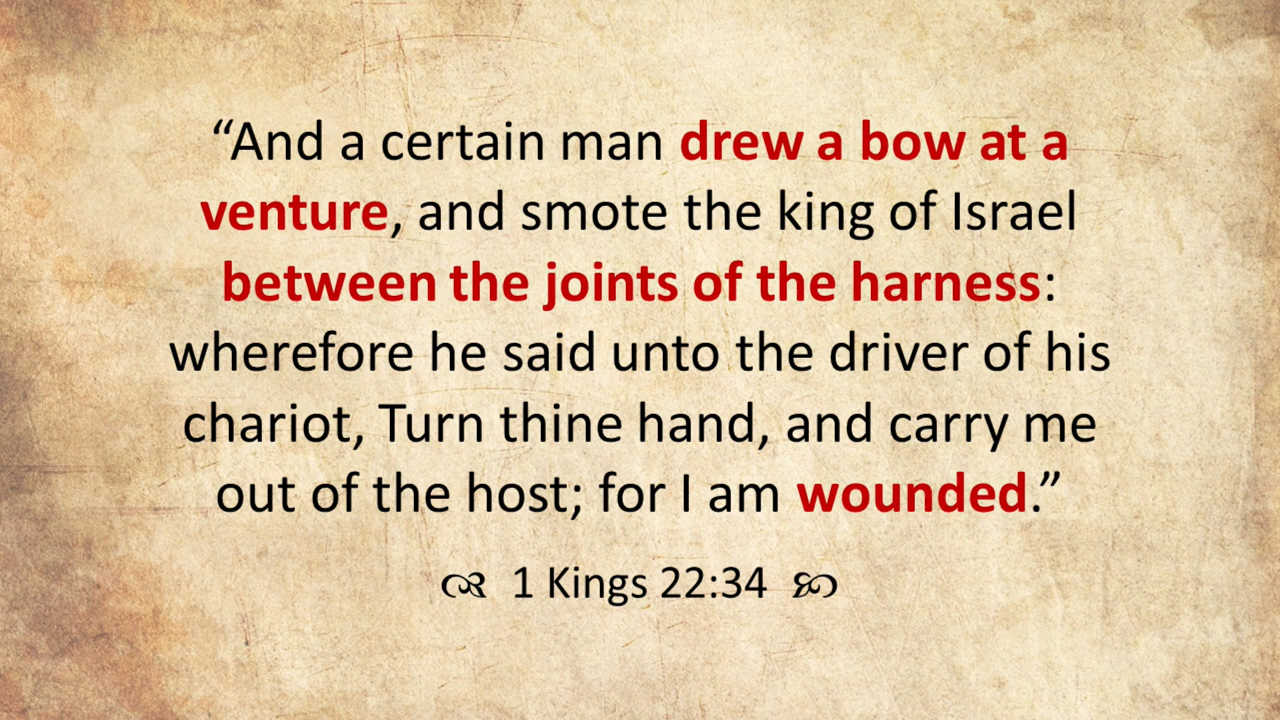 “And a certain man drew a bow at a
venture, and smote the king of Israel
between the joints of the harness:
wherefore he said unto the driver of his
chariot, Turn thine hand, and carry me
out of the host; for I am wounded.”
1 Kings 22:34